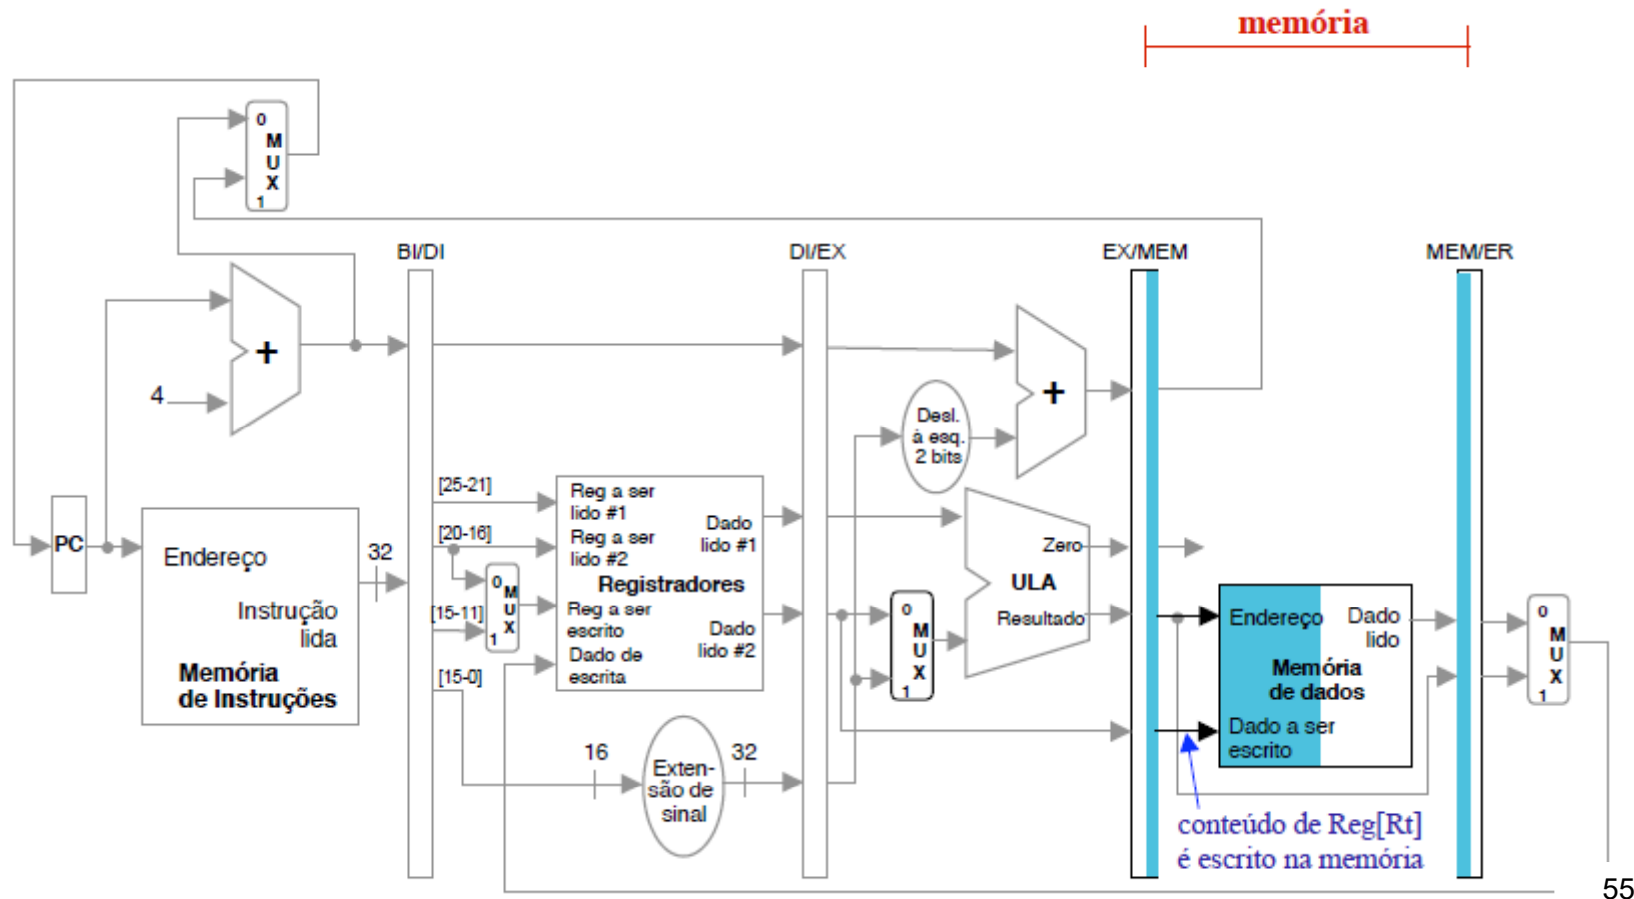 memória
0
M
U
X
1
BI/DI
DI/EX
EX/MEM
MEM/ER
+
4
Desl.
à esq.
2 bits
+
[25-21]
[20-16]
[15-11]
[15-0]
PC
Endereço
Instrução
lida
Memória
de Instruções
32
0
M
U
X
1
Reg a ser
lido #1
Reg a ser
lido #2
Registradores
Reg a ser
escrito
Dado de
escrita
Dado
lido #1
Dado
lido #2
16
Exten-
são de
sinal
32
0
M
U
X
1
Zero
ULA
Resultado
Endereço
Dado
lido
Memória
de dados
Dado a ser
escrito
0
M
U
X
1
conteúdo de Reg[Rt]
é escrito na memória
55